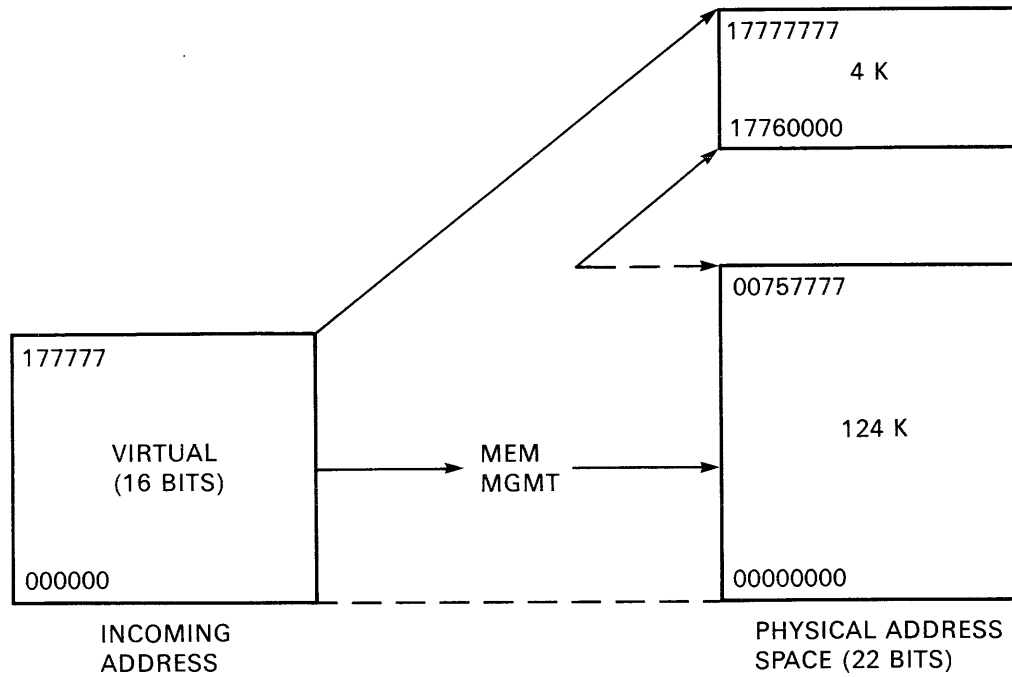 17777777
4 K
17760000
00757777
124 K
00000000
177777
VIRTUAL
(16 BITS)
000000
MEM
MGMT
INCOMING
ADDRESS
PHYSICAL ADDRESS
SPACE (22 BITS)